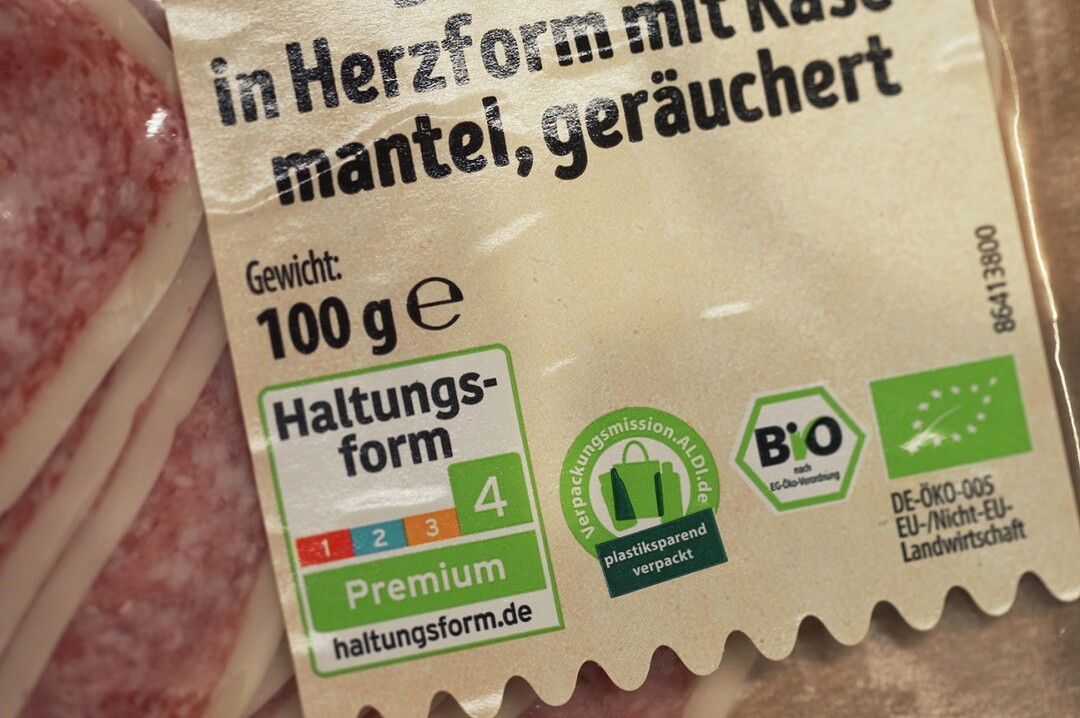 in Herzform mit Käse
mantel, geräuchert
Gewicht:
100 g ℮
86413800
Haltungs-
form
1 2 3 4
Premium
haltungsform.de
verpackungsmission.ALDI.de
plastiksparend
verpackt
BiO
nach
EG-Öko-Verordnung
DE-ÖKO-005
EU-/Nicht-EU-
Landwirtschaft